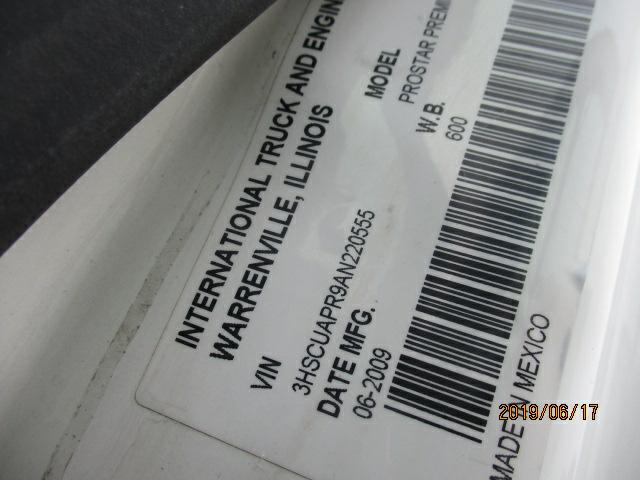 INTERNATIONAL TRUCK AND ENGIN
WARRENVILLE, ILLINOIS
VIN
3HSCUAPR9AN220555
DATE MFG.
06-2009
MODEL
PROSTAR PREMI
W.B.
600
MADE IN MEXICO
2019/06/17